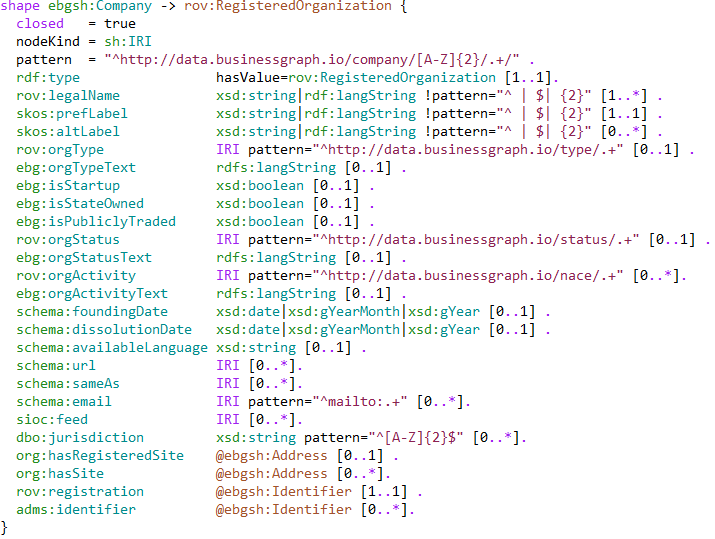 shape ebgsh:Company -> rov:RegisteredOrganization {
  closed   = true
  nodeKind = sh:IRI
  pattern  = "^http://data.businessgraph.io/company/[A-Z]{2}/.+/" .
  rdf:type                 hasValue=rov:RegisteredOrganization [1..1].
  rov:legalName            xsd:string|rdf:langString !pattern="^ | $| {2}" [1..*] .
  skos:prefLabel           xsd:string|rdf:langString !pattern="^ | $| {2}" [1..1] .
  skos:altLabel            xsd:string|rdf:langString !pattern="^ | $| {2}" [0..*] .
  rov:orgType              IRI pattern="^http://data.businessgraph.io/type/.+" [0..1] .
  ebg:orgTypeText          rdfs:langString [0..1] .
  ebg:isStartup            xsd:boolean [0..1] .
  ebg:isStateOwned         xsd:boolean [0..1] .
  ebg:isPubliclyTraded     xsd:boolean [0..1] .
  rov:orgStatus            IRI pattern="^http://data.businessgraph.io/status/.+" [0..1] .
  ebg:orgStatusText        rdfs:langString [0..1] .
  rov:orgActivity          IRI pattern="^http://data.businessgraph.io/nace/.+" [0..*].
  ebg:orgActivityText      rdfs:langString [0..1] .
  schema:foundingDate      xsd:date|xsd:gYearMonth|xsd:gYear [0..1] .
  schema:dissolutionDate   xsd:date|xsd:gYearMonth|xsd:gYear [0..1] .
  schema:availableLanguage xsd:string [0..1] .
  schema:url               IRI [0..*].
  schema:sameAs            IRI [0..*].
  schema:email             IRI pattern="^mailto:.+" [0..*].
  sioc:feed                IRI [0..*].
  dbo:jurisdiction         xsd:string pattern="^[A-Z]{2}$" [0..*].
  org:hasRegisteredSite    @ebgsh:Address [0..1] .
  org:hasSite              @ebgsh:Address [0..*].
  rov:registration         @ebgsh:Identifier [1..1] .
  adms:identifier          @ebgsh:Identifier [0..*].
}